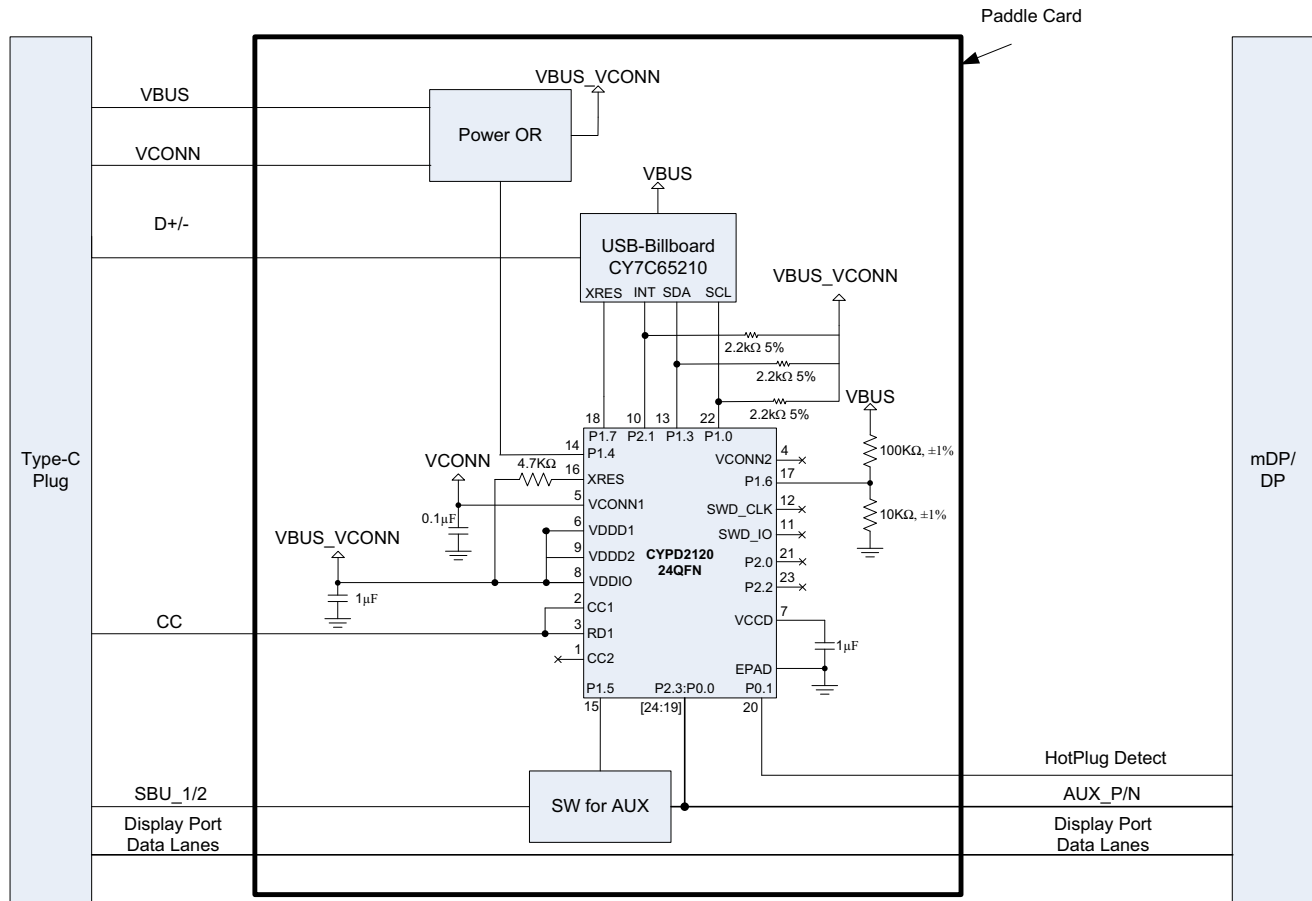 Paddle Card
VBUS
VBUS_VCONN
Power OR
VCONN
VBUS
D+/-
USB-Billboard
CY7C65210
XRES INT SDA SCL
VBUS_VCONN
2.2kΩ 5%
2.2kΩ 5%
2.2kΩ 5%
VBUS
18 10 13 22
P1.7 P2.1 P1.3 P1.0
14
P1.4
4.7KΩ
16
XRES
VCONN
5
VCONN1
0.1µF
6
VDDD1
9
VDDD2
VBUS_VCONN
8
VDDIO
1µF
2
CC1
3
RD1
1
CC2
CC
CYPD2120
24QFN
4
VCONN2
17
P1.6
12
SWD_CLK
11
SWD_IO
21
P2.0
23
P2.2
7
VCCD
1µF
EPAD
100KΩ, ±1%
10KΩ, ±1%
P1.5 P2.3:P0.0 P0.1
15 [24:19] 20
Type-C
Plug
mDP/
DP
HotPlug Detect
SBU_1/2
SW for AUX
AUX_P/N
Display Port
Data Lanes
Display Port
Data Lanes